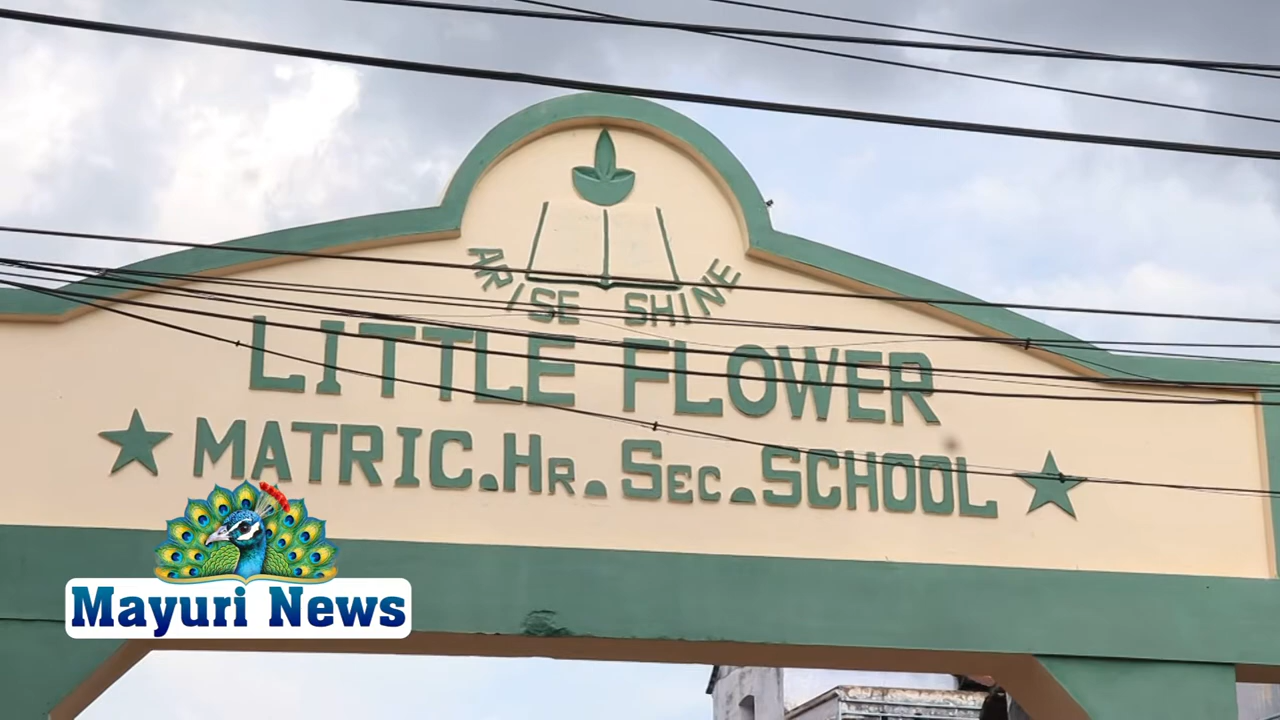 ARISE SHINE
LITTLE FLOWER
MATRIC.HR.SEC.SCHOOL
Mayuri News